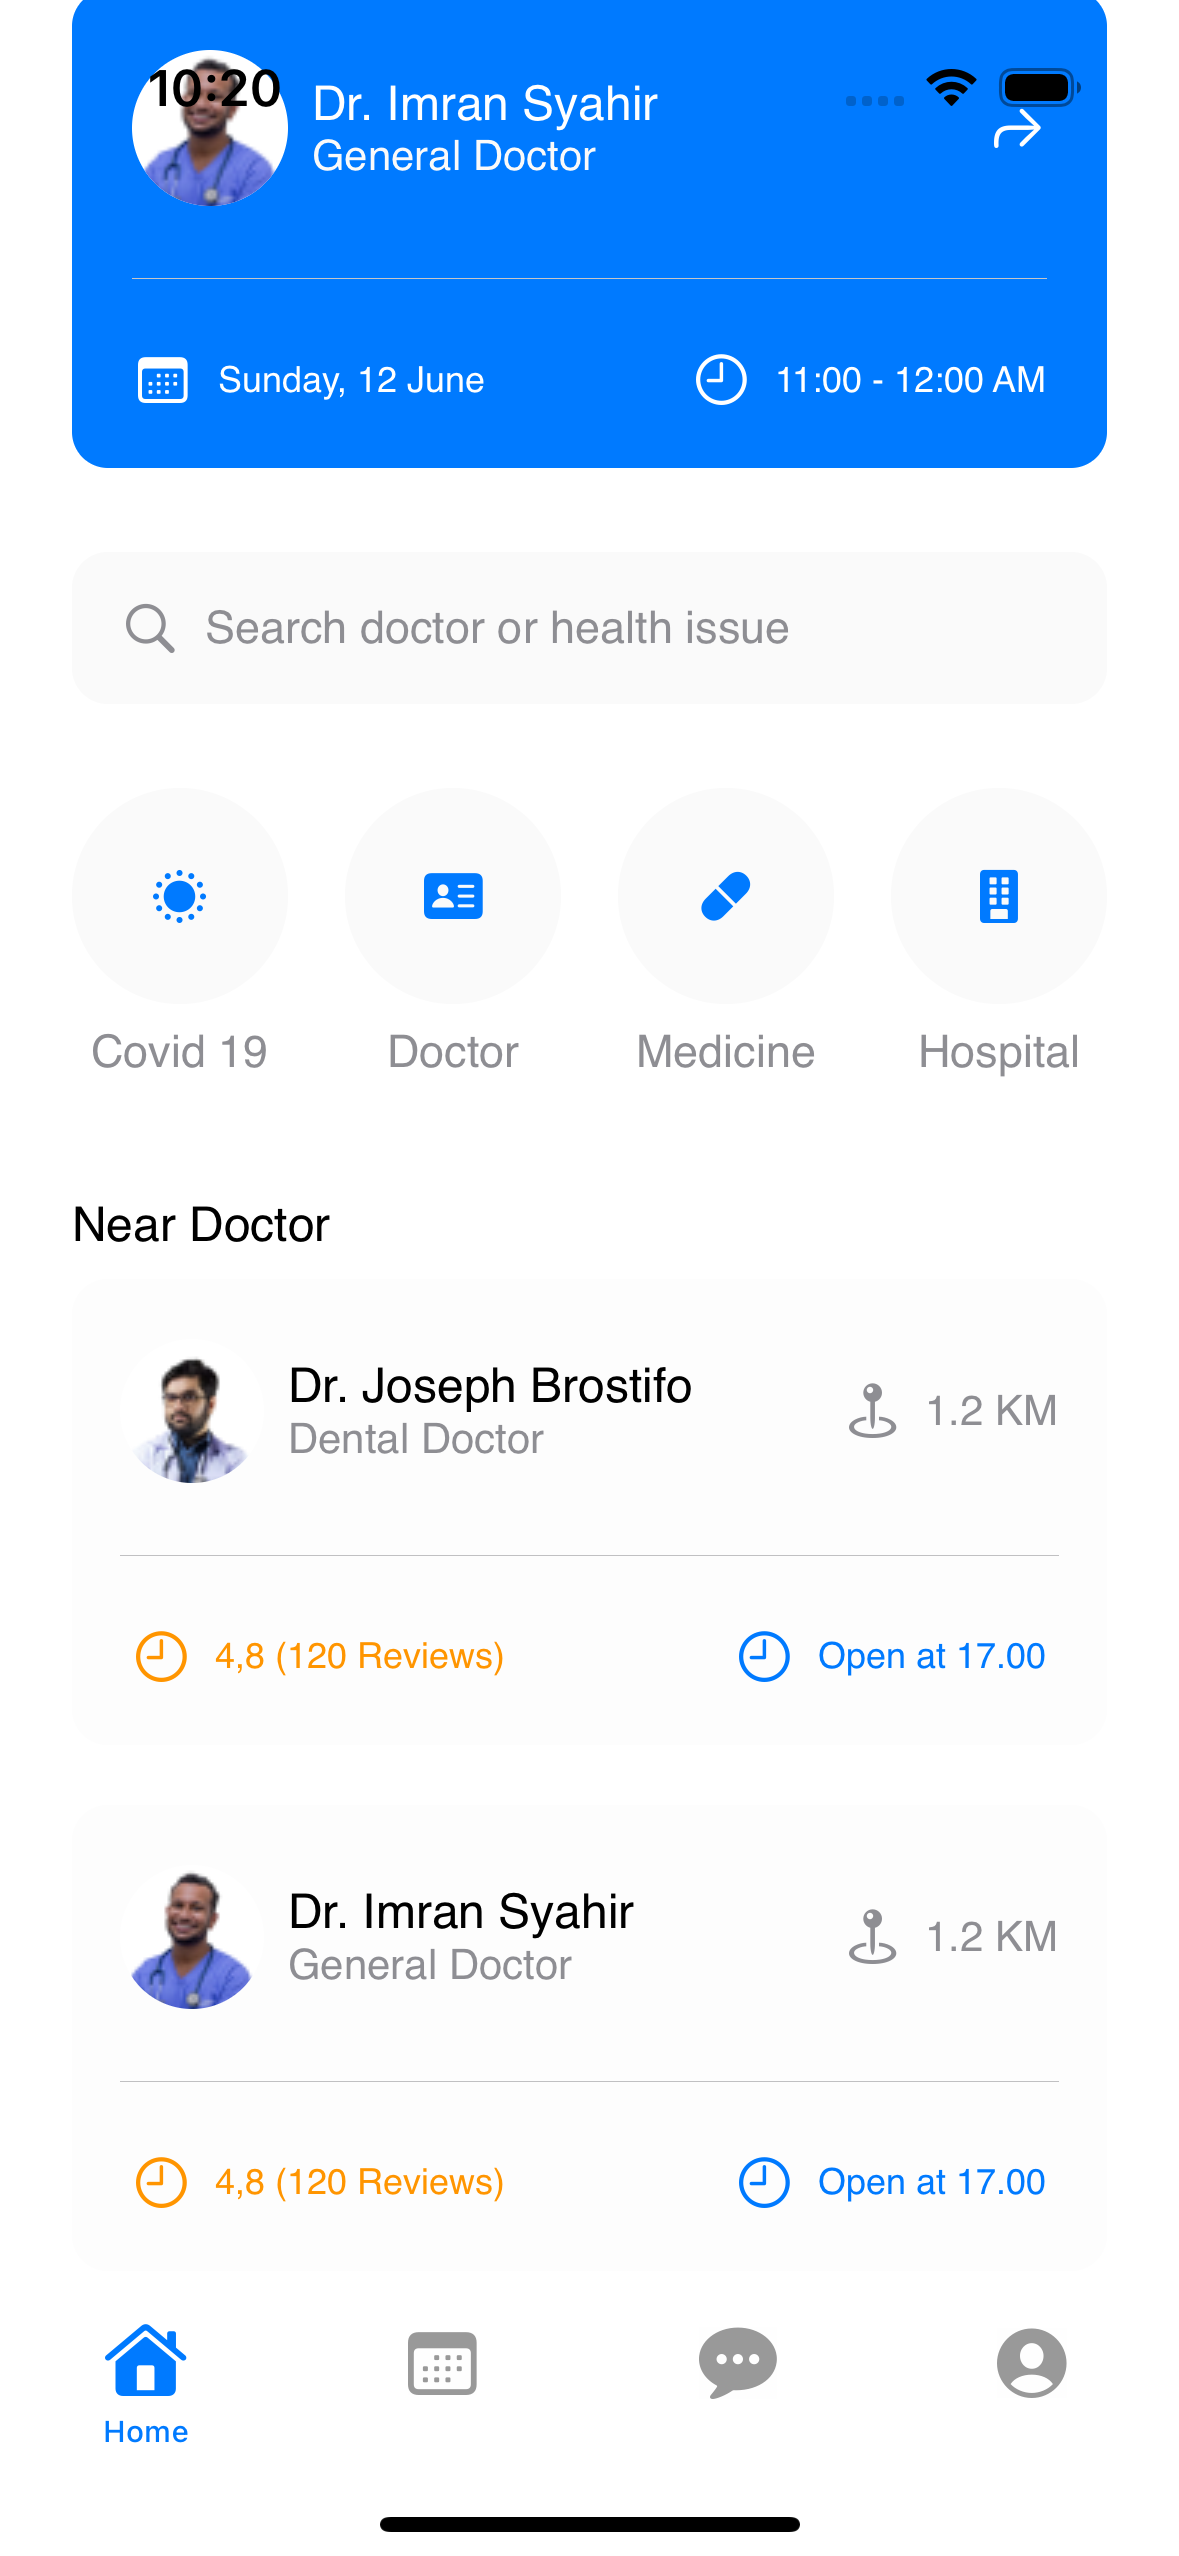 10:20
Dr. Imran Syahir
General Doctor
Sunday, 12 June
11:00 - 12:00 AM
Search doctor or health issue
Covid 19
Doctor
Medicine
Hospital
Near Doctor
Dr. Joseph Brostifo
Dental Doctor
1.2 KM
4,8 (120 Reviews)
Open at 17.00
Dr. Imran Syahir
General Doctor
1.2 KM
4,8 (120 Reviews)
Open at 17.00
Home